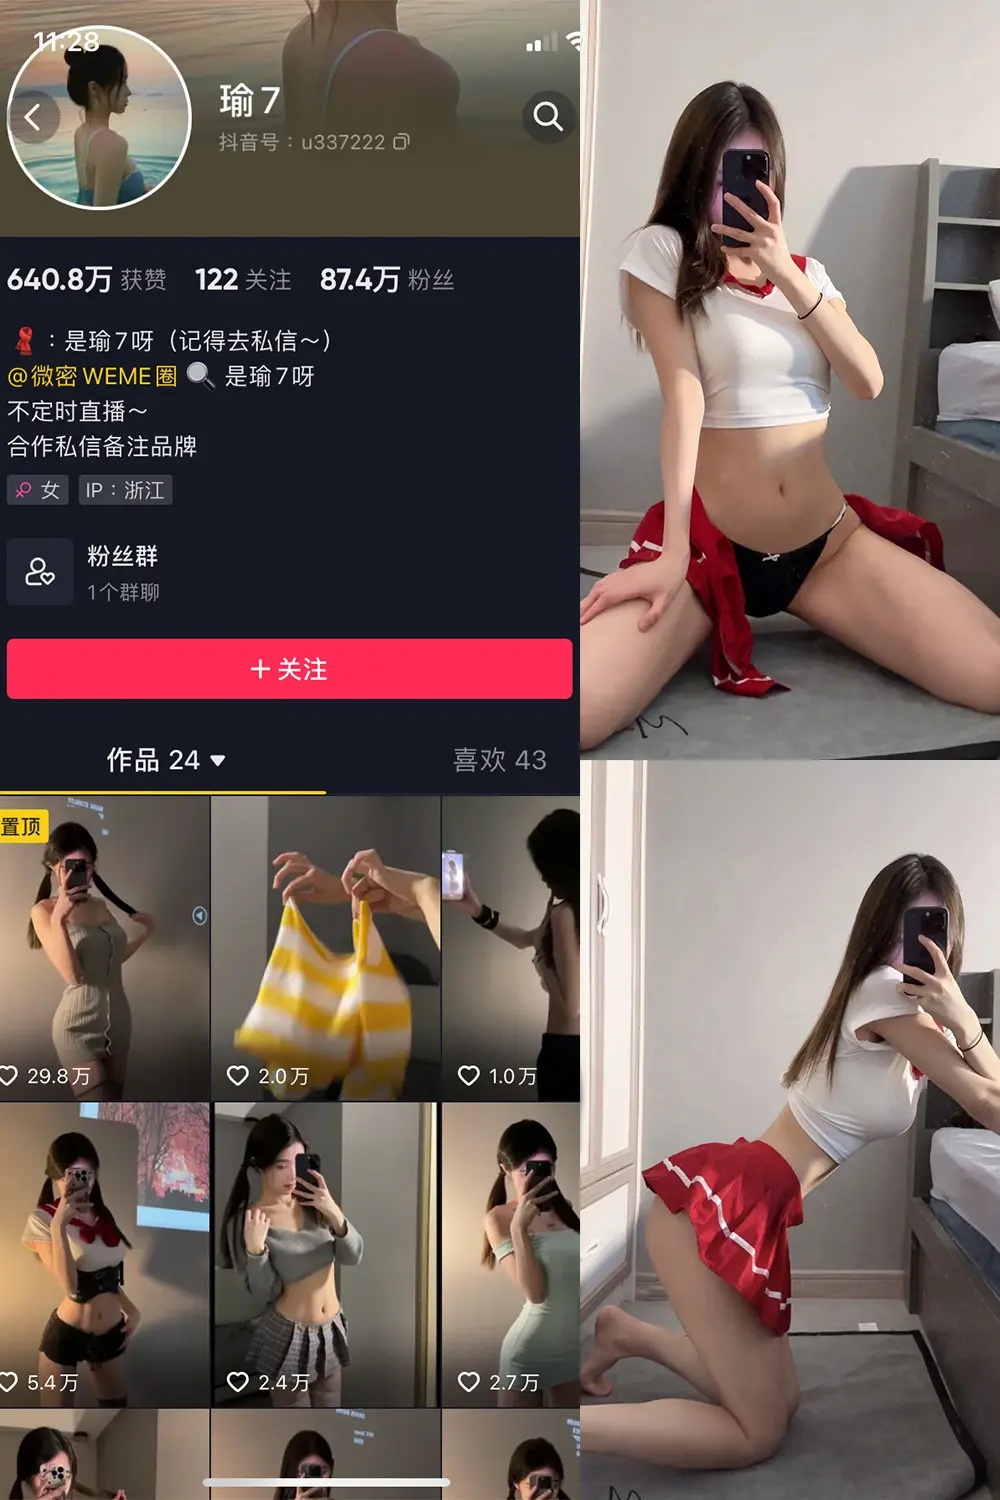 11:28
瑜7
抖音号：u337222
640.8万 获赞 122 关注 87.4万 粉丝
：是瑜7呀（记得去私信～）
@微密WEME圈 是瑜7呀
不定时直播～
合作私信备注品牌
女 IP：浙江
粉丝群
1个群聊
+ 关注
作品 24 喜欢 43
置顶
29.8万 2.0万 1.0万
5.4万 2.4万 2.7万